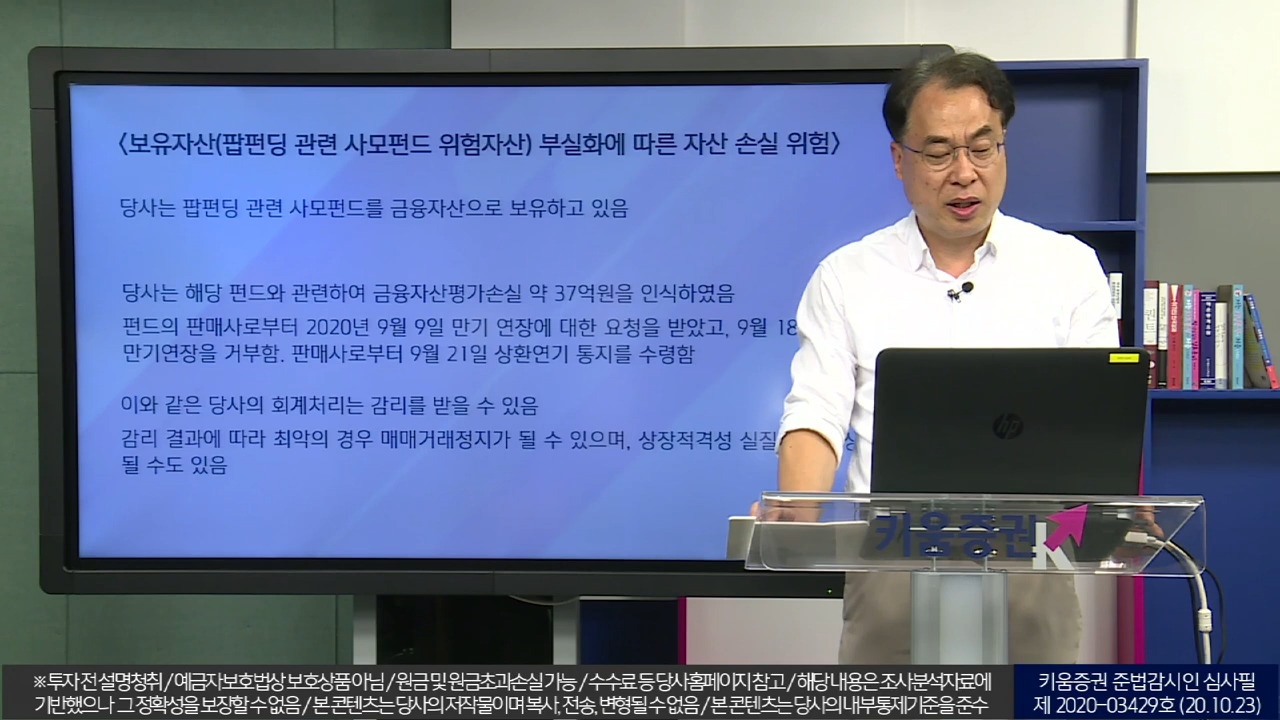 〈보유자산(팝펀딩 관련 사모펀드 위험자산) 부실화에 따른 자산 손실 위험〉
당사는 팝펀딩 관련 사모펀드를 금융자산으로 보유하고 있음
당사는 해당 펀드와 관련하여 금융자산평가손실 약 37억원을 인식하였음
펀드의 판매사로부터 2020년 9월 9일 만기 연장에 대한 요청을 받았고, 9월 18
만기연장을 거부함. 판매사로부터 9월 21일 상환연기 통지를 수령함
이와 같은 당사의 회계처리는 감리를 받을 수 있음
감리 결과에 따라 최악의 경우 매매거래정지가 될 수 있으며, 상장적격성 실질
될 수도 있음
hp
키움증권
※ 투자 전 설명청취 / 예금자보호법상 보호상품 아님 / 원금 및 원금초과손실 가능 / 수수료 등 당사홈페이지 참고 / 해당 내용은 조사분석자료에
기반했으나 그 정확성을 보장할 수 없음 / 본 콘텐츠는 당사의 저작물이며 복사, 전송, 변형될 수 없음 / 본 콘텐츠는 당사의 내부통제기준을 준수
키움증권 준법감시인 심사필
제 2020-03429호 (20.10.23)